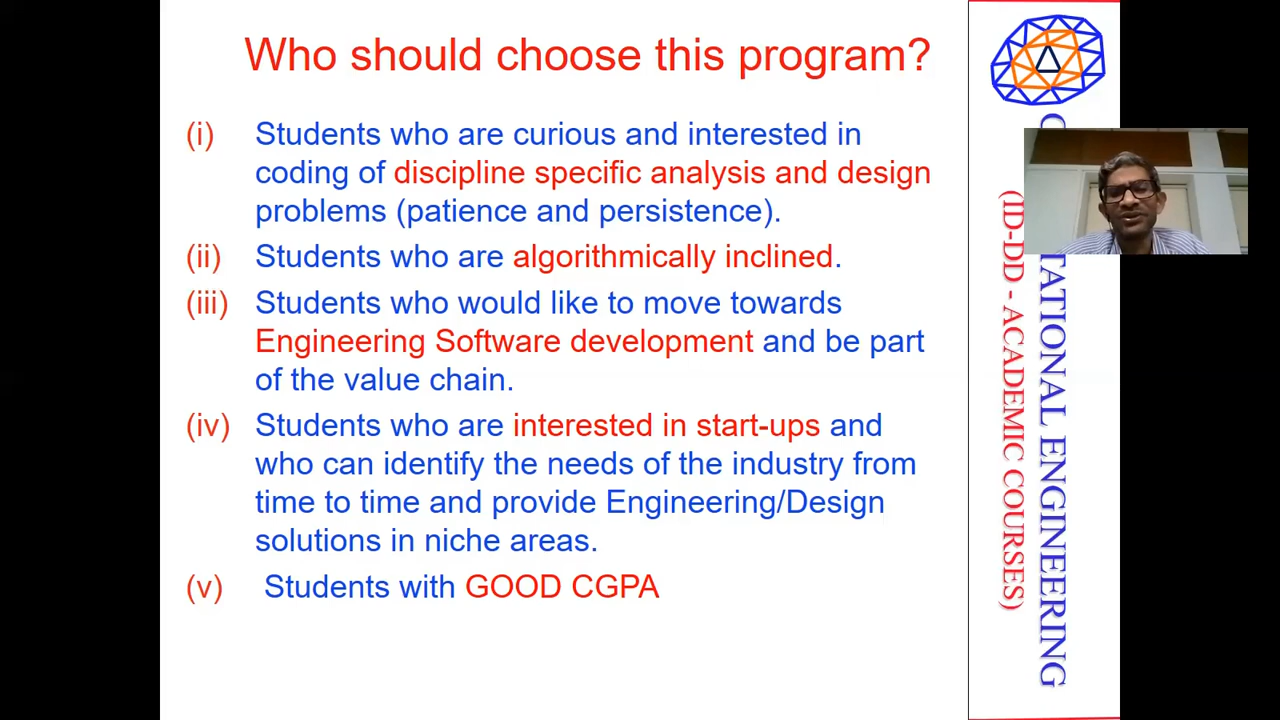 Who should choose this program?
(i) Students who are curious and interested in
coding of discipline specific analysis and design
problems (patience and persistence).
(ii) Students who are algorithmically inclined.
(iii) Students who would like to move towards
Engineering Software development and be part
of the value chain.
(iv) Students who are interested in start-ups and
who can identify the needs of the industry from
time to time and provide Engineering/Design
solutions in niche areas.
(v) Students with GOOD CGPA
TATIONAL ENGINEERING
(ID-DD - ACADEMIC COURSES)